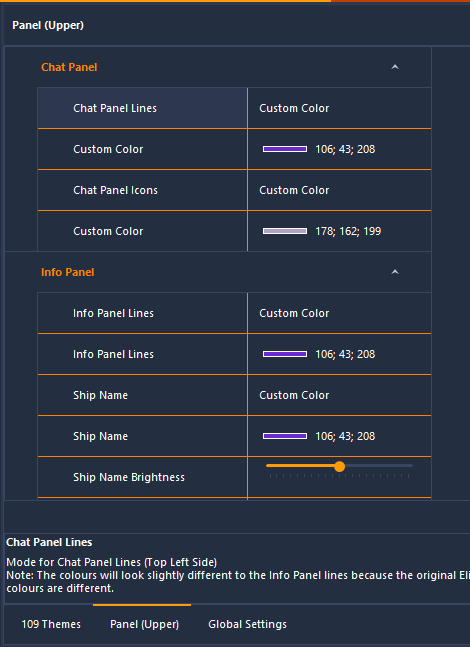 Panel (Upper)
Chat Panel
Chat Panel Lines Custom Color
Custom Color 106; 43; 208
Chat Panel Icons Custom Color
Custom Color 178; 162; 199
Info Panel
Info Panel Lines Custom Color
Info Panel Lines 106; 43; 208
Ship Name Custom Color
Ship Name 106; 43; 208
Ship Name Brightness
Chat Panel Lines
Mode for Chat Panel Lines (Top Left Side)
Note: The colours will look slightly different to the Info Panel lines because the original Eli
colours are different.
109 Themes Panel (Upper) Global Settings